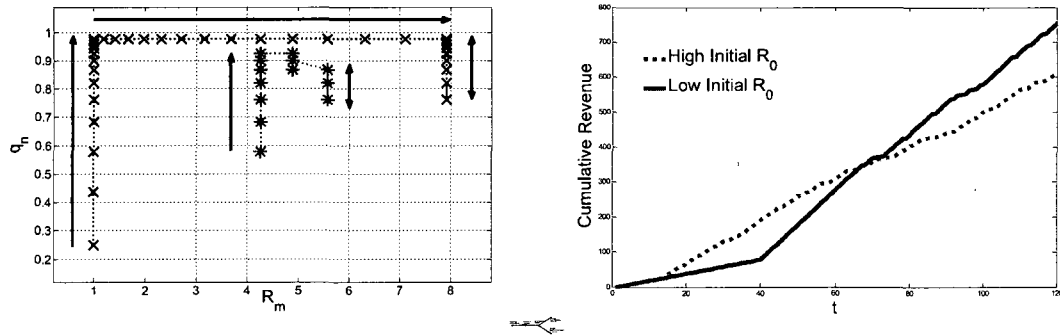 1
0.9
0.8
0.7
0.6
0.5
0.4
0.3
0.2
q_n
1 2 3 4 5 6 7 8
R_m
800
700
600
500
400
300
200
100
0
Cumulative Revenue
High Initial R_0
Low Initial R_0
0 20 40 60 80 100 120
t